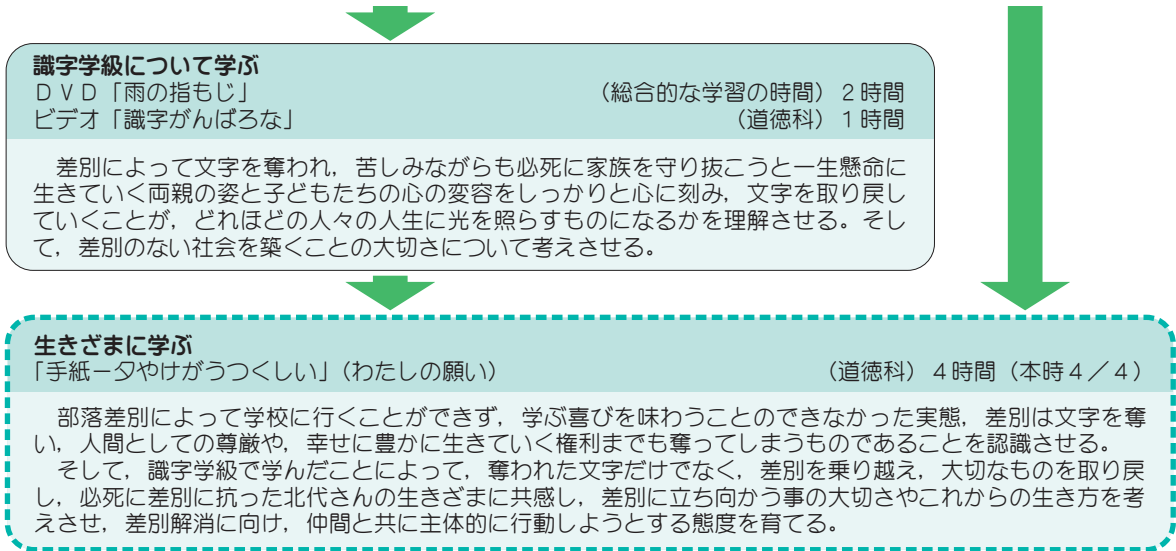 識字学級について学ぶ
ＤＶＤ「雨の指もじ」　（総合的な学習の時間）２時間
ビデオ「識字がんばろな」　（道徳科）１時間
差別によって文字を奪われ，苦しみながらも必死に家族を守り抜こうと一生懸命に
生きていく両親の姿と子どもたちの心の変容をしっかりと心に刻み，文字を取り戻し
ていくことが，どれほどの人々の人生に光を照らすものになるかを理解させる。そし
て，差別のない社会を築くことの大切さについて考えさせる。
生きざまに学ぶ
「手紙ー夕やけがうつくしい」（わたしの願い）　（道徳科）４時間（本時４／４）
部落差別によって学校に行くことができず，学ぶ喜びを味わうことのできなかった実態，差別は文字を奪
い，人間としての尊厳や，幸せに豊かに生きていく権利までも奪ってしまうものであることを認識させる。
そして，識字学級で学んだことによって，奪われた文字だけでなく，差別を乗り越え，大切なものを取り戻
し，必死に差別に抗った北代さんの生きざまに共感し，差別に立ち向かう事の大切さやこれからの生き方を考
えさせ，差別解消に向け，仲間と共に主体的に行動しようとする態度を育てる。